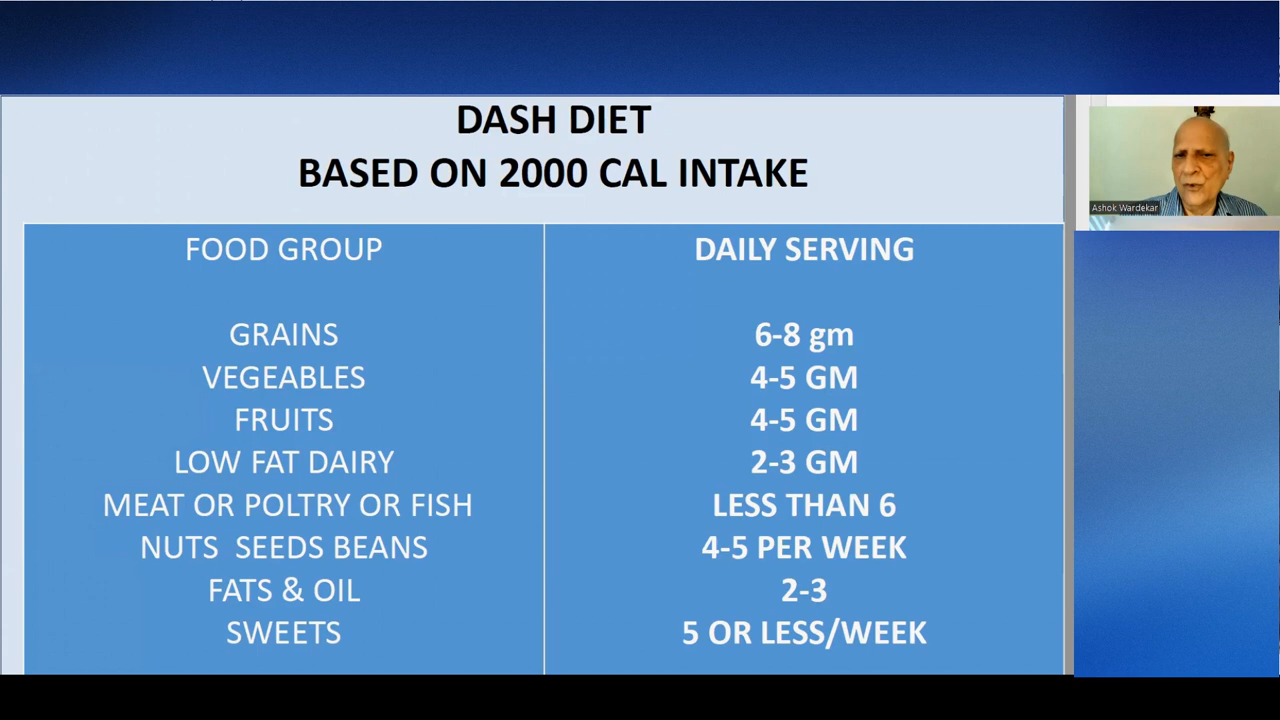 DASH DIET
BASED ON 2000 CAL INTAKE
FOOD GROUP DAILY SERVING
GRAINS 6-8 gm
VEGEABLES 4-5 GM
FRUITS 4-5 GM
LOW FAT DAIRY 2-3 GM
MEAT OR POLTRY OR FISH LESS THAN 6
NUTS SEEDS BEANS 4-5 PER WEEK
FATS & OIL 2-3
SWEETS 5 OR LESS/WEEK
Ashok Wardekar